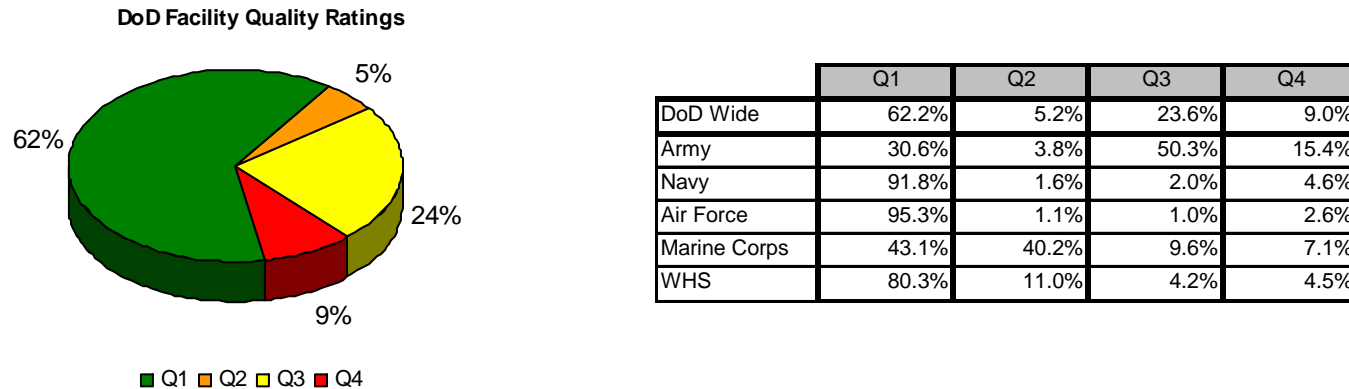 DoD Facility Quality Ratings
5%
62%
24%
9%
Q1 Q2 Q3 Q4
Q1 Q2 Q3 Q4
DoD Wide 62.2% 5.2% 23.6% 9.0%
Army 30.6% 3.8% 50.3% 15.4%
Navy 91.8% 1.6% 2.0% 4.6%
Air Force 95.3% 1.1% 1.0% 2.6%
Marine Corps 43.1% 40.2% 9.6% 7.1%
WHS 80.3% 11.0% 4.2% 4.5%